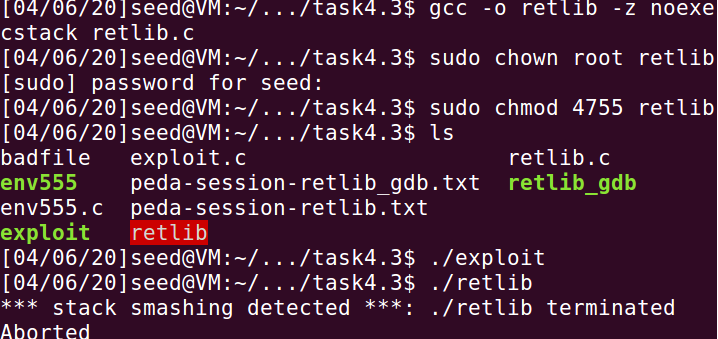 [04/06/20]seed@VM:~/.../task4.3$ gcc -o retlib -z noexe
cstack retlib.c
[04/06/20]seed@VM:~/.../task4.3$ sudo chown root retlib
[sudo] password for seed:
[04/06/20]seed@VM:~/.../task4.3$ sudo chmod 4755 retlib
[04/06/20]seed@VM:~/.../task4.3$ ls
badfile   exploit.c                retlib.c
env555    peda-session-retlib_gdb.txt  retlib_gdb
env555.c  peda-session-retlib.txt
exploit   retlib
[04/06/20]seed@VM:~/.../task4.3$ ./exploit
[04/06/20]seed@VM:~/.../task4.3$ ./retlib
*** stack smashing detected ***: ./retlib terminated
Aborted